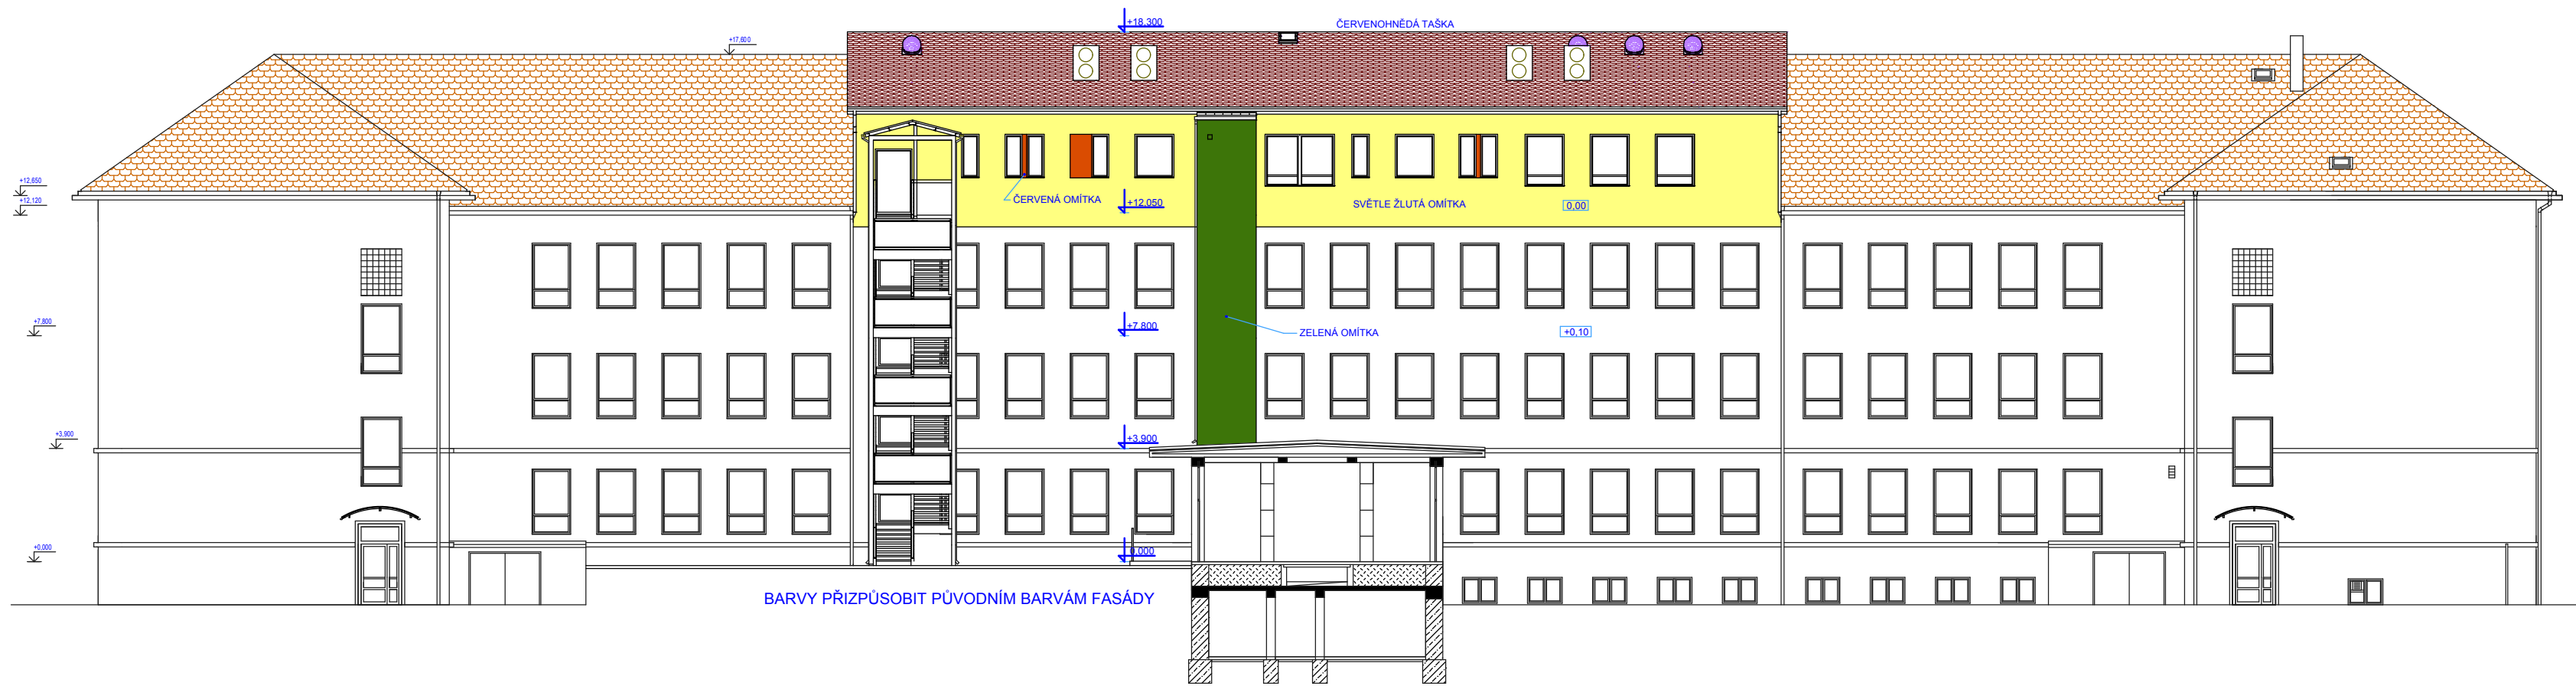 +18,300
ČERVENOHNĚDÁ TAŠKA
+17,600
+12,650
+12,120
ČERVENÁ OMÍTKA
+12,050
SVĚTLE ŽLUTÁ OMÍTKA
0,00
+7,800
+7,800
ZELENÁ OMÍTKA
+0,10
+3,900
+3,900
+0,000
0,000
BARVY PŘIZPŮSOBIT PŮVODNÍM BARVÁM FASÁDY